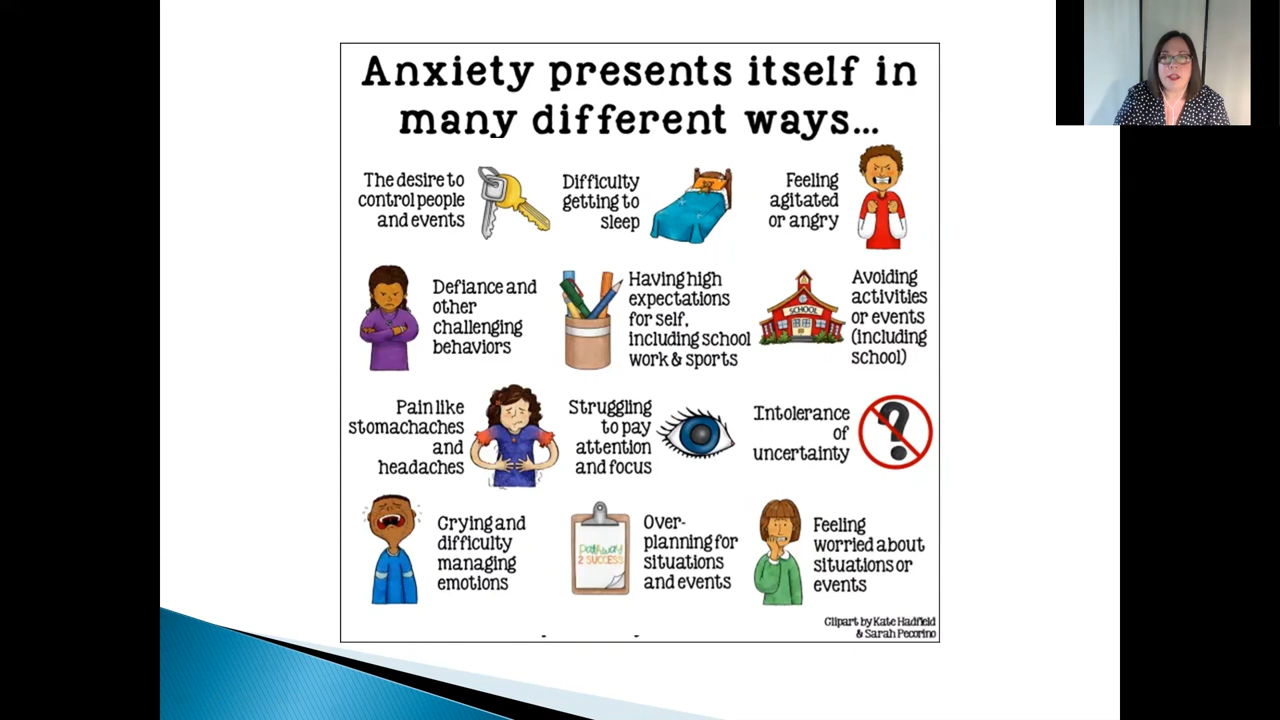 Anxiety presents itself in
many different ways...
The desire to
control people
and events
Difficulty
getting to
sleep
Feeling
agitated
or angry
Defiance and
other
challenging
behaviors
Having high
expectations
for self,
including school
work & sports
SCHOOL
Avoiding
activities
or events
(including
school)
Pain like
stomachaches
and
headaches
Struggling
to pay
attention
and focus
Intolerance
of
uncertainty
?
Crying and
difficulty
managing
emotions
pathway
2 SUCCESS
Over-
planning for
situations
and events
Feeling
worried about
situations or
events
Clipart by Kate Hadfield
& Sarah Pecorino